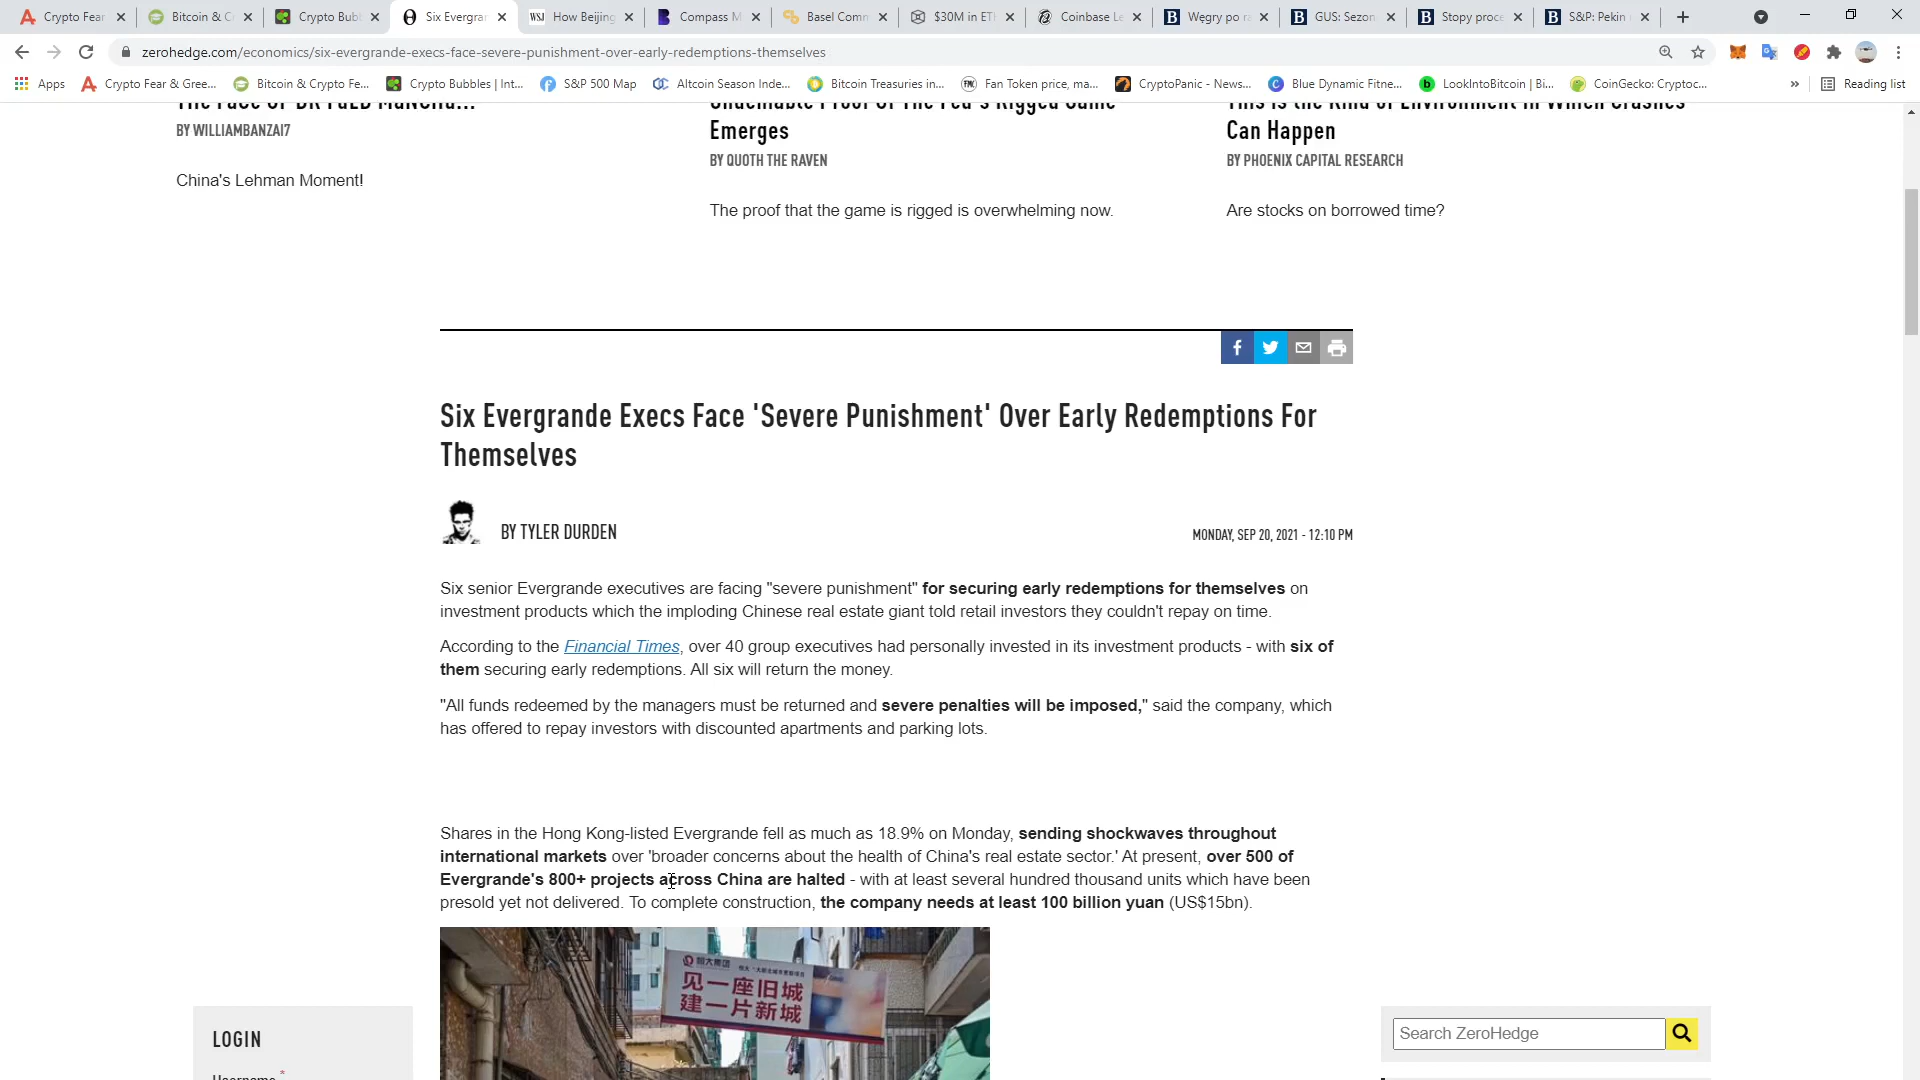 Crypto Fear
Bitcoin & C
Crypto Bub
Six Evergrar
WSJ How Beijing
Compass M
Basel Comm
$30M in ETH
Coinbase Le
Węgry po ra
GUS: Sezon
Stopy proce
S&P: Pekin
zerohedge.com/economics/six-evergrande-execs-face-severe-punishment-over-early-redemptions-themselves
Apps
Crypto Fear & Gree...
Bitcoin & Crypto Fe...
Crypto Bubbles | Int...
S&P 500 Map
Altcoin Season Inde...
Bitcoin Treasuries in...
Fan Token price, ma...
CryptoPanic - News...
Blue Dynamic Fitne...
LookIntoBitcoin | Bi...
CoinGecko: Cryptoc...
»
Reading list
The Face OF DR FuED MaNCHu...
BY WILLIAMBANZAI7
China's Lehman Moment!
Undeniable Proof Of The Fed's Rigged Game
Emerges
BY QUOTH THE RAVEN
The proof that the game is rigged is overwhelming now.
This is the Kind of Environment in Which Crashes
Can Happen
BY PHOENIX CAPITAL RESEARCH
Are stocks on borrowed time?
Six Evergrande Execs Face 'Severe Punishment' Over Early Redemptions For
Themselves
BY TYLER DURDEN
MONDAY, SEP 20, 2021 - 12:10 PM
Six senior Evergrande executives are facing "severe punishment" for securing early redemptions for themselves on
investment products which the imploding Chinese real estate giant told retail investors they couldn't repay on time.
According to the Financial Times, over 40 group executives had personally invested in its investment products - with six of
them securing early redemptions. All six will return the money.
"All funds redeemed by the managers must be returned and severe penalties will be imposed," said the company, which
has offered to repay investors with discounted apartments and parking lots.
Shares in the Hong Kong-listed Evergrande fell as much as 18.9% on Monday, sending shockwaves throughout
international markets over 'broader concerns about the health of China's real estate sector.' At present, over 500 of
Evergrande's 800+ projects across China are halted - with at least several hundred thousand units which have been
presold yet not delivered. To complete construction, the company needs at least 100 billion yuan (US$15bn).
恒大集团
见一座旧城
建一片新城
LOGIN
Username *
Search ZeroHedge